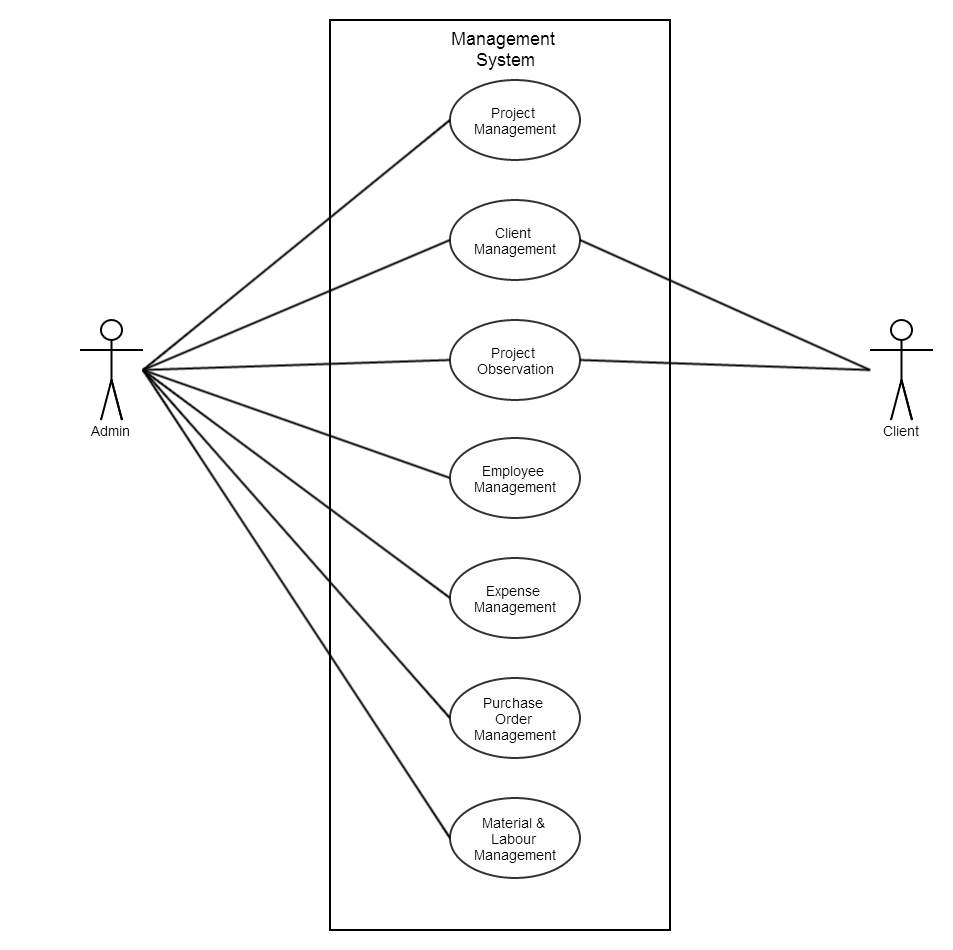 Management
System
Project
Management
Client
Management
Project
Observation
Admin
Client
Employee
Management
Expense
Management
Purchase
Order
Management
Material &
Labour
Management